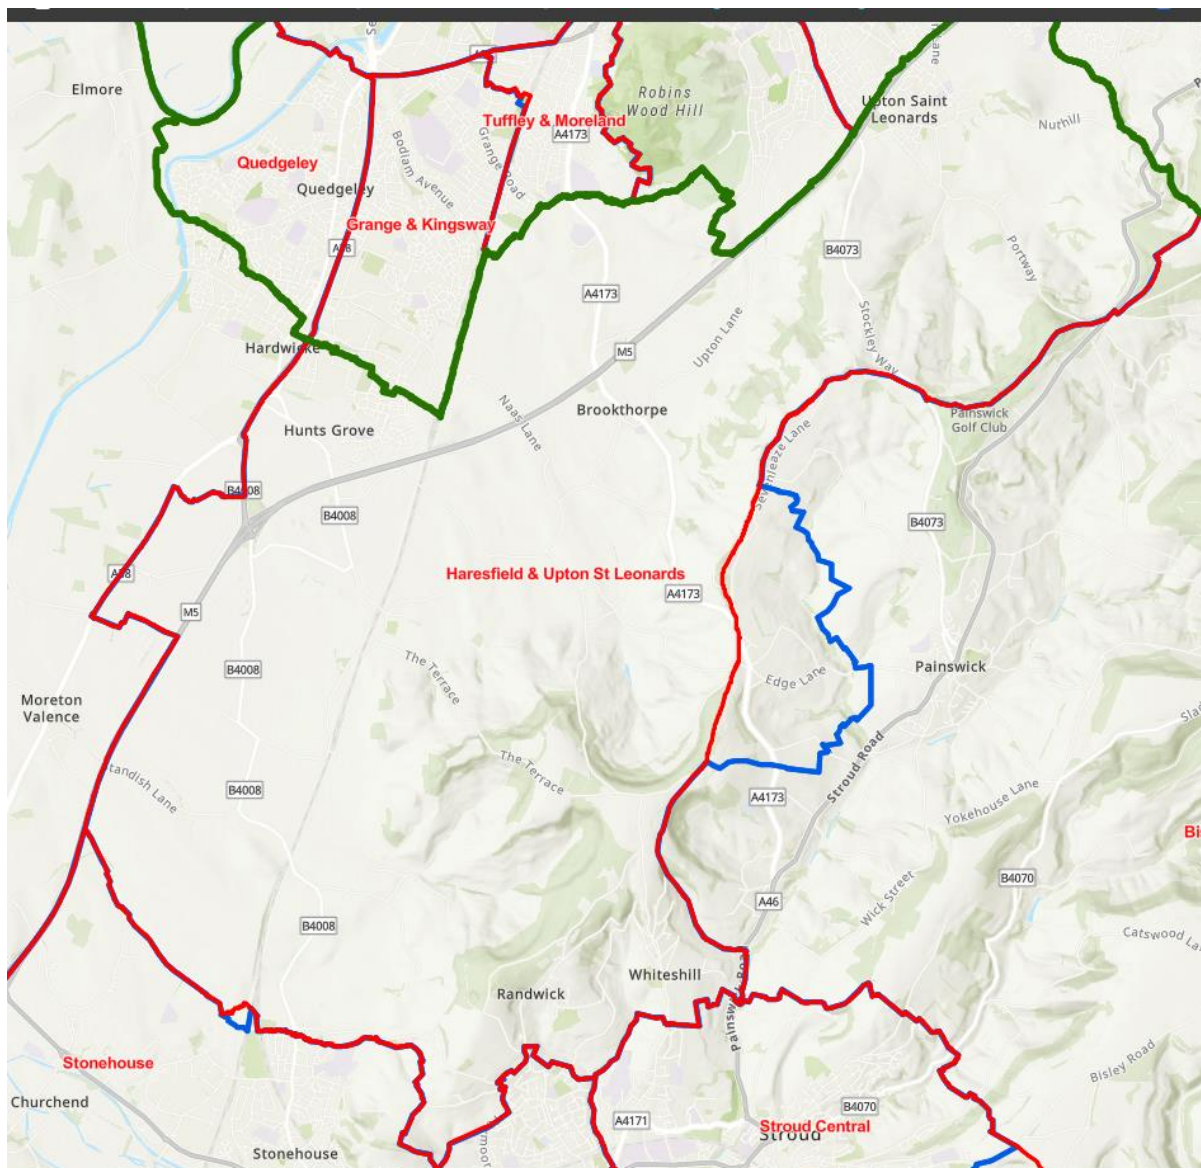 Elmore
Robins
Wood Hill
Upton Saint
Leonards
Lane
Nuthill
Tuffley & Moreland
A4173
Grange Road
Bodlam Avenue
Quedgeley
Quedgeley
Grange & Kingsway
B4073
Portway
A4173
Upton Lane
Stockley Way
Hardwicke
M5
Brookthorpe
Painswick
Golf Club
Naas Lane
Hunts Grove
Sevenleaze Lane
B4008
B4008
B4073
A38
Haresfield & Upton St Leonards
A4173
M5
The Terrace
Edge Lane
Painswick
B4008
Moreton
Valence
The Terrace
Stroud Road
Standish Lane
B4008
A4173
Yokehouse Lane
B4070
Wick Street
A46
B4008
Whiteshill
Randwick
Painswick Road
Stonehouse
Bisley Road
Churchend
B4070
A4171
Stroud Central
Stroud
Stonehouse